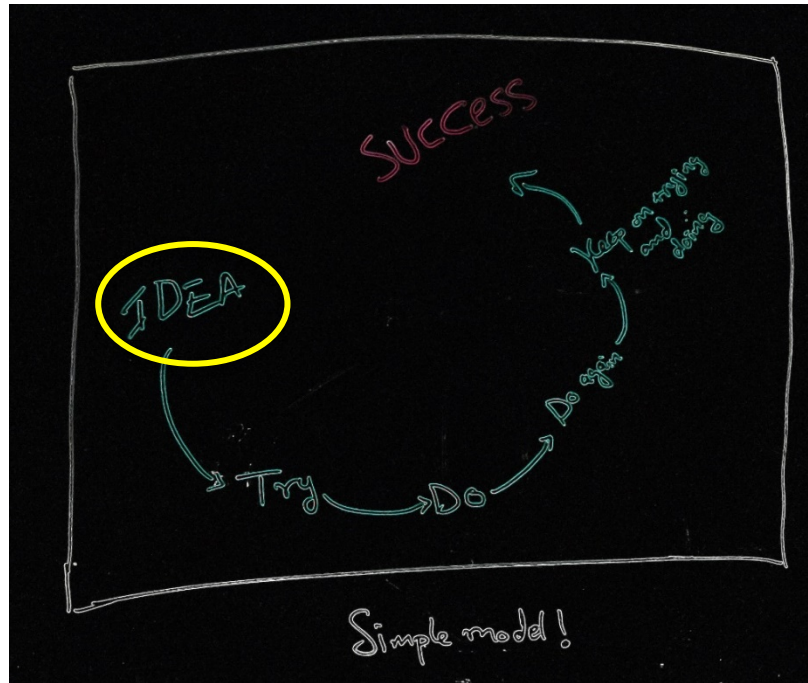 Success
IDEA
Try
Do
Do again
Keep on trying
and
doing
Simple model!